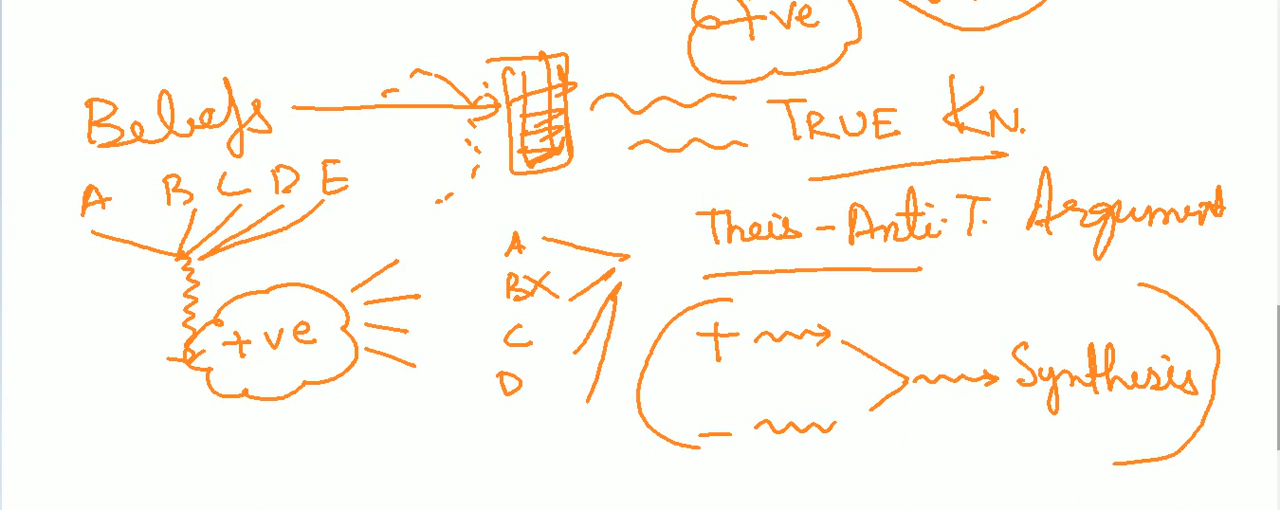 +ve
Beliefs TRUE KN.
A B C D E
Theis - Anti. T. Argument
A
BX
C
D
+ve
+ Synthesis
-